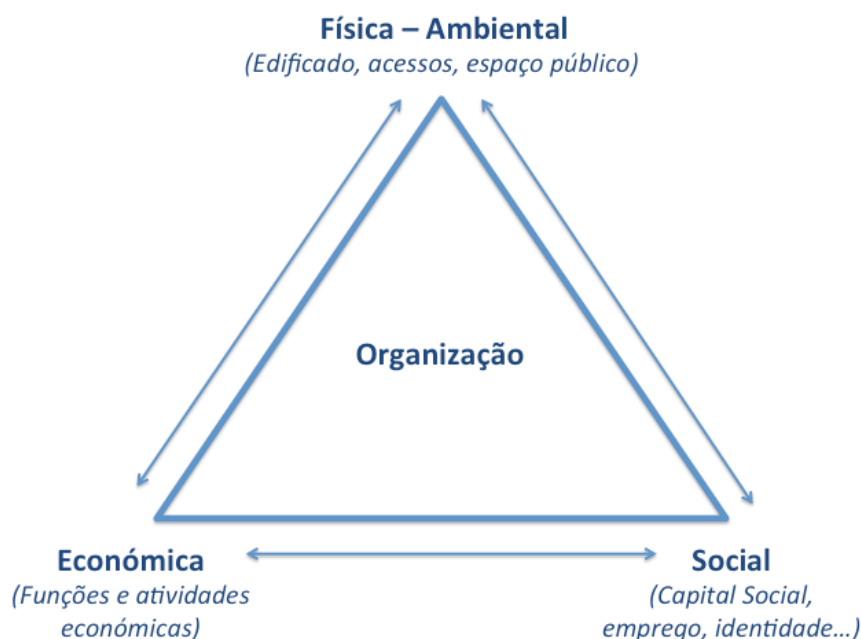 Física – Ambiental
(Edificado, acessos, espaço público)
Organização
Económica
(Funções e atividades
económicas)
Social
(Capital Social,
emprego, identidade...)